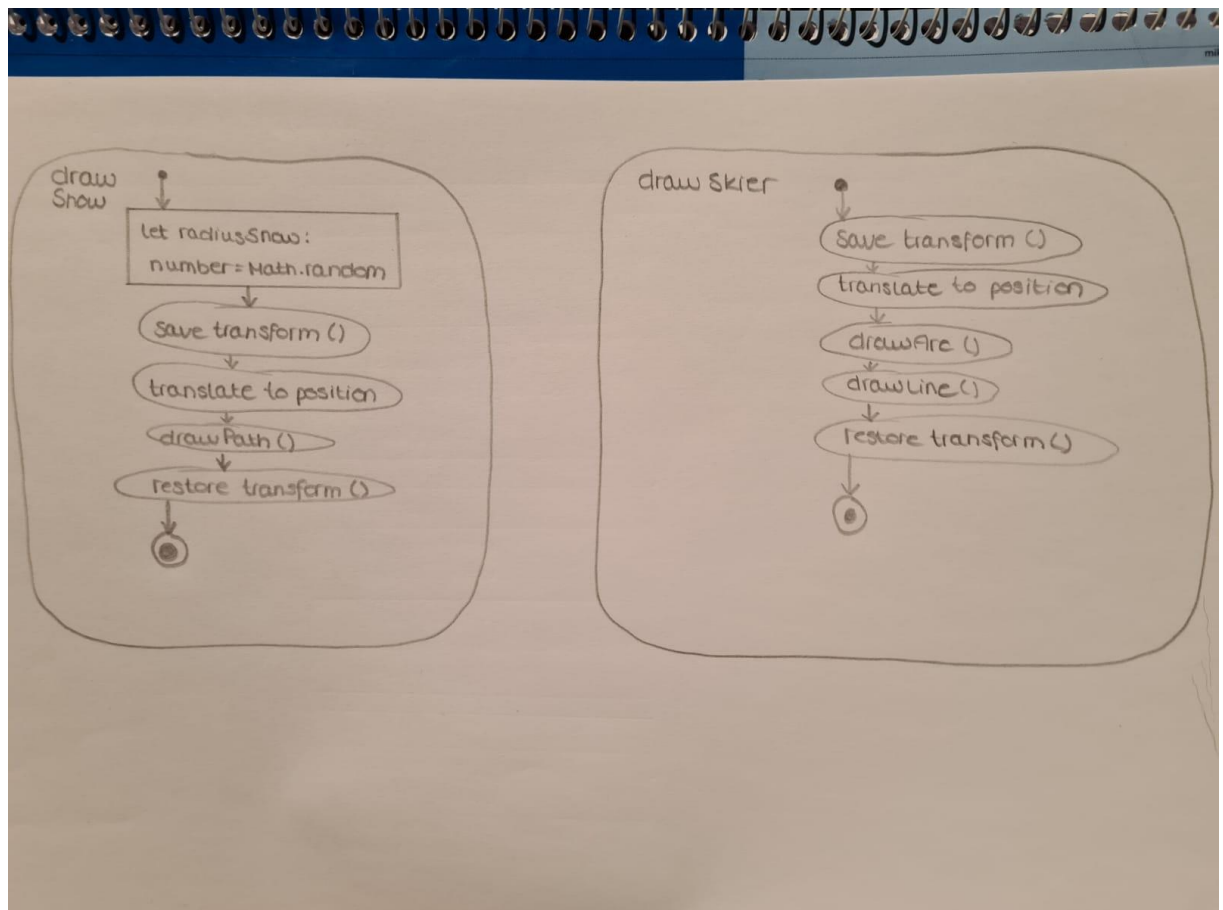 draw
Snow
let radiusSnow:
number = Math.random
save transform ()
translate to position
drawPath ()
restore transform ()
draw Skier
save transform ()
translate to position
drawArc ()
drawLine ()
restore transform ()